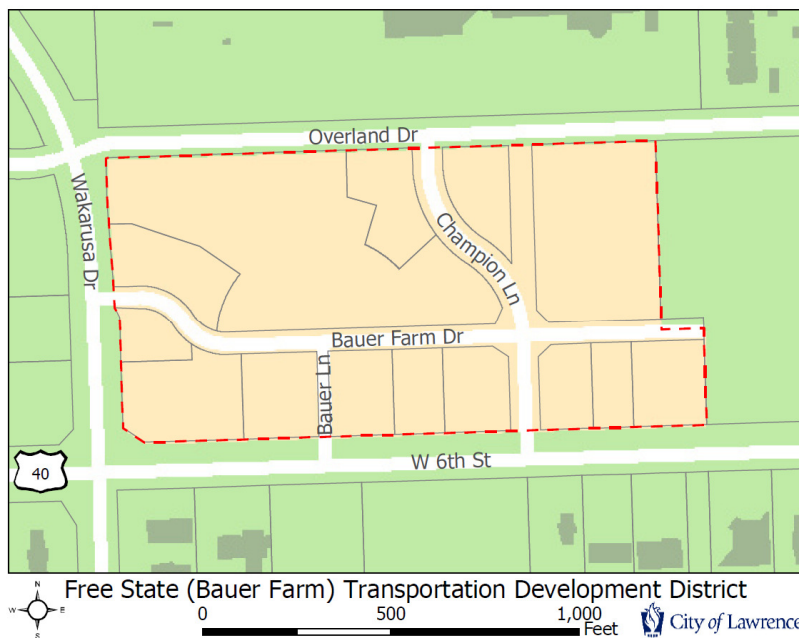 Overland Dr
Wakarusa Dr
Champion Ln
Bauer Farm Dr
Bauer Ln
W 6th St
40
Free State (Bauer Farm) Transportation Development District
N
W E
S
0 500 1,000
Feet
City of Lawrence